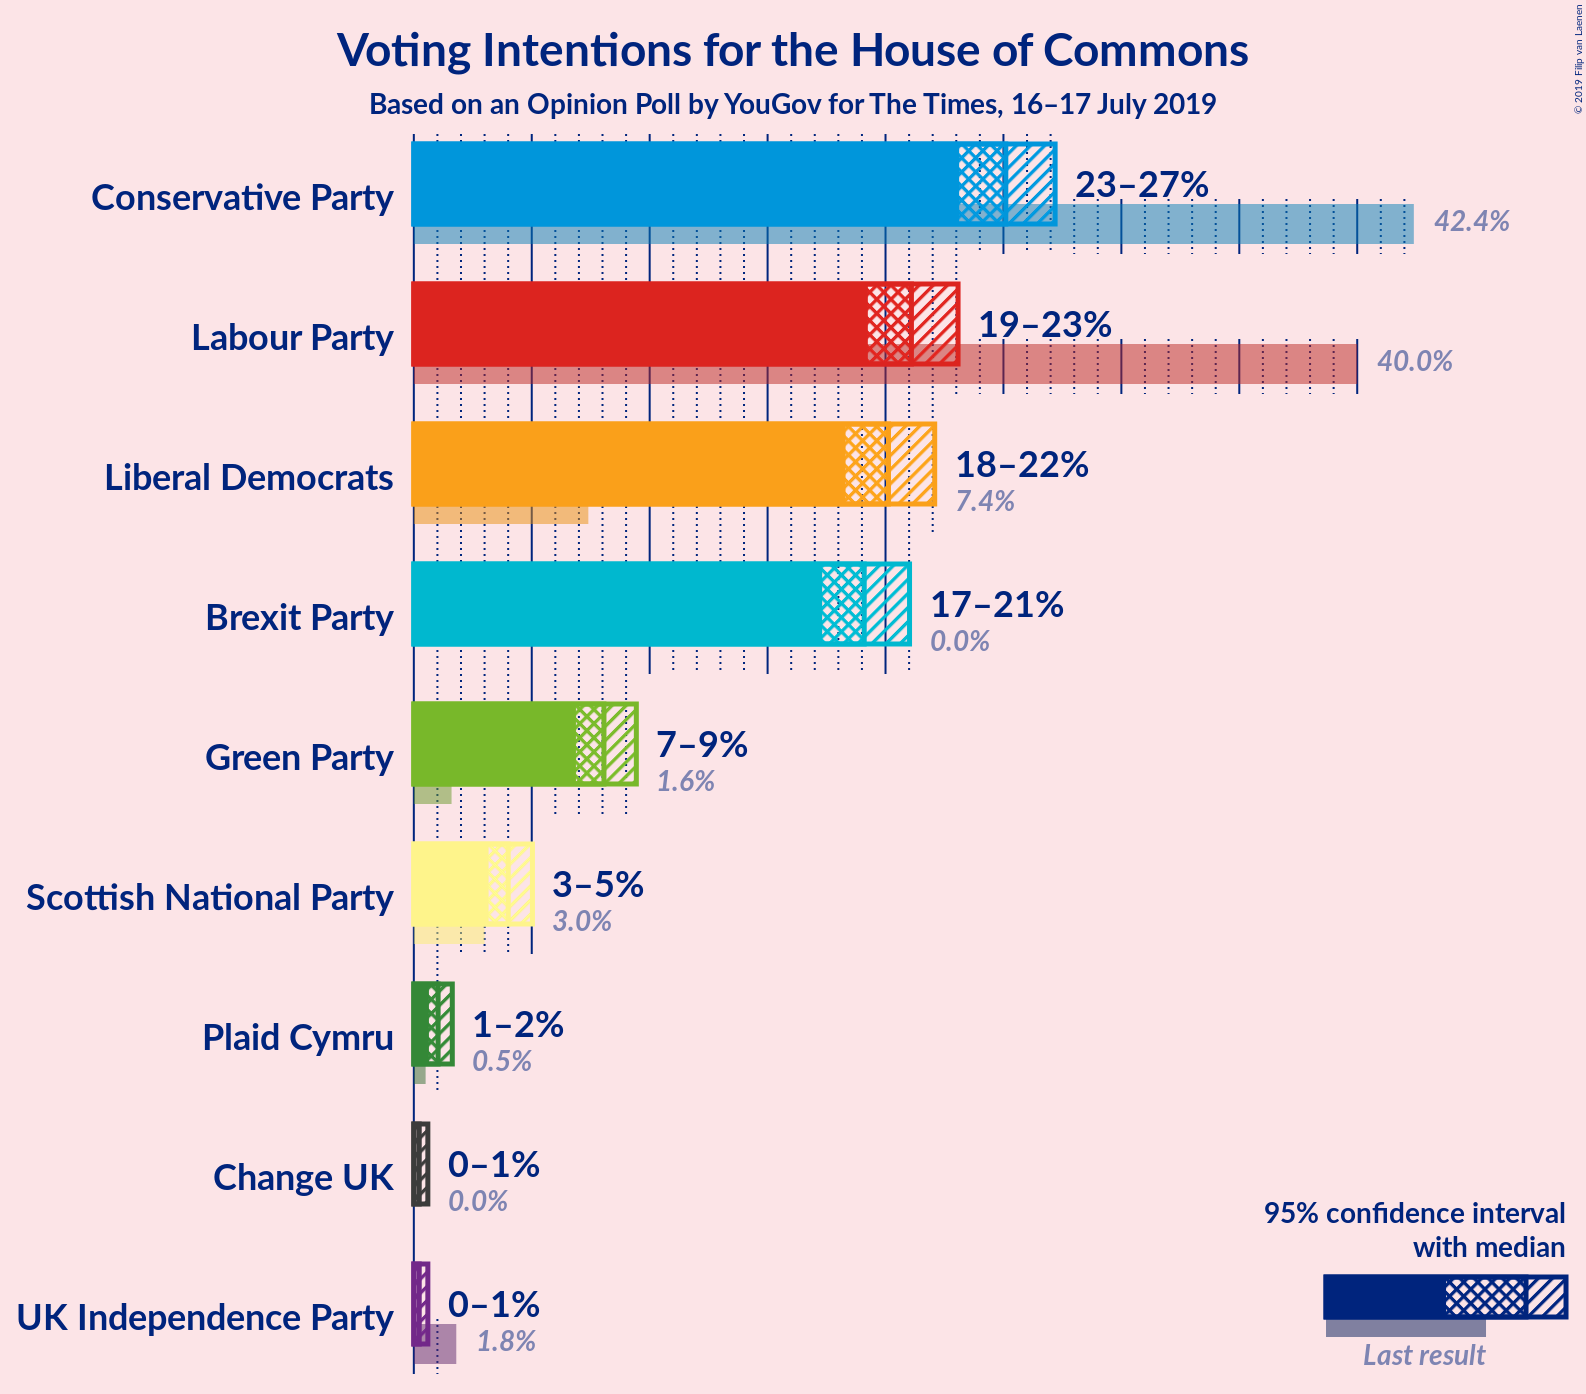 Voting Intentions for the House of Commons
Based on an Opinion Poll by YouGov for The Times, 16–17 July 2019
© 2019 Filip van Laenen
Conservative Party
23–27%
42.4%
Labour Party
19–23%
40.0%
Liberal Democrats
18–22%
7.4%
Brexit Party
17–21%
0.0%
Green Party
7–9%
1.6%
Scottish National Party
3–5%
3.0%
Plaid Cymru
1–2%
0.5%
Change UK
0–1%
0.0%
UK Independence Party
0–1%
1.8%
95% confidence interval
with median
Last result